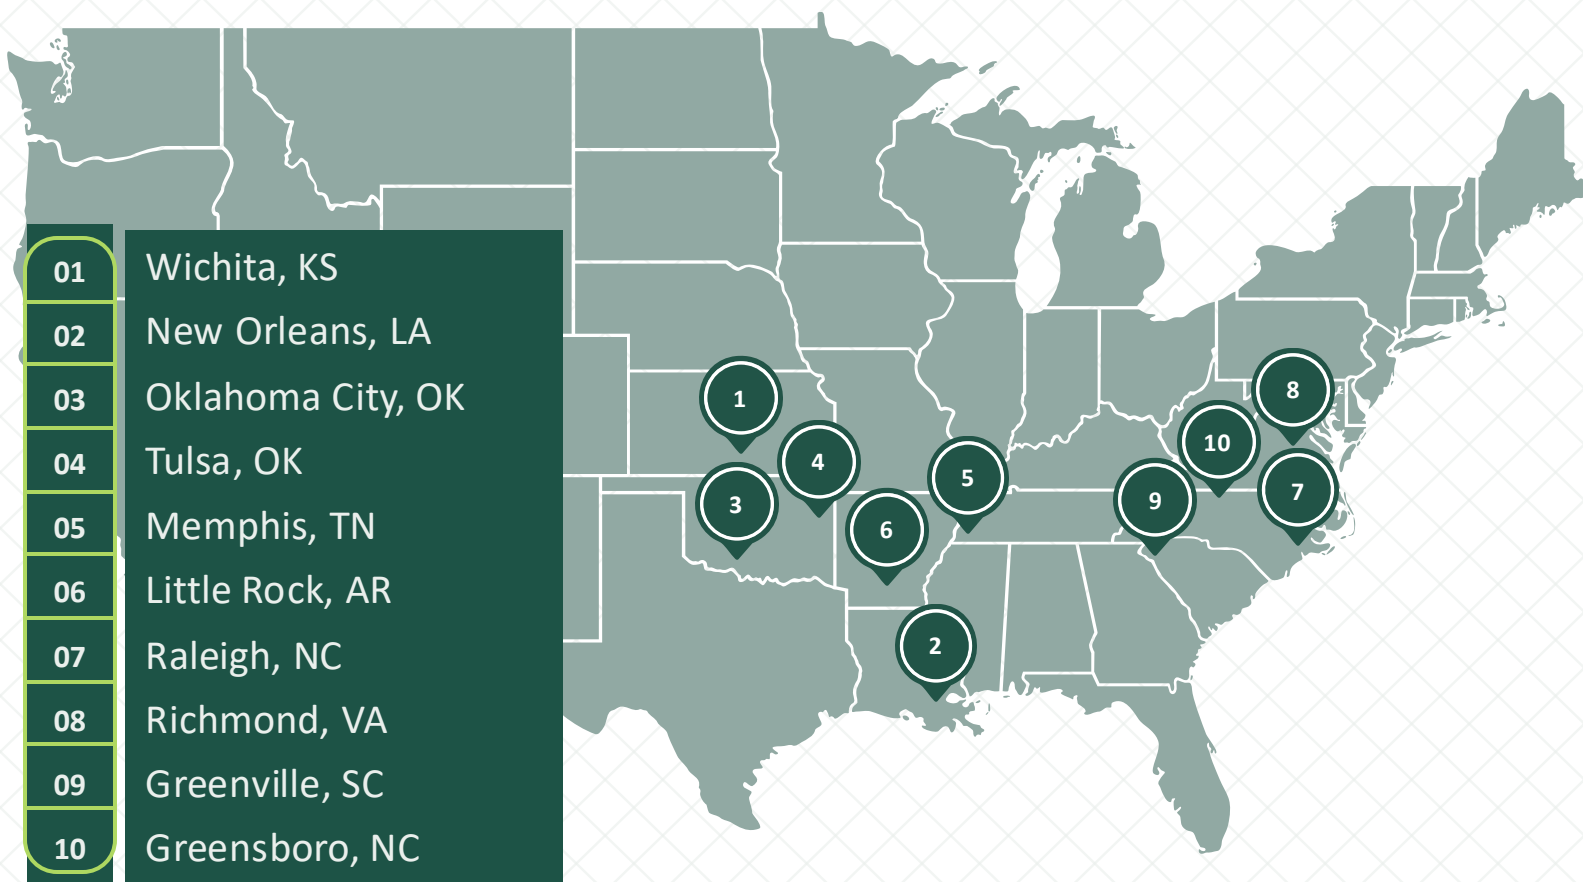 01 Wichita, KS
02 New Orleans, LA
03 Oklahoma City, OK
04 Tulsa, OK
05 Memphis, TN
06 Little Rock, AR
07 Raleigh, NC
08 Richmond, VA
09 Greenville, SC
10 Greensboro, NC
1
8
10
4
5
7
3
9
6
2